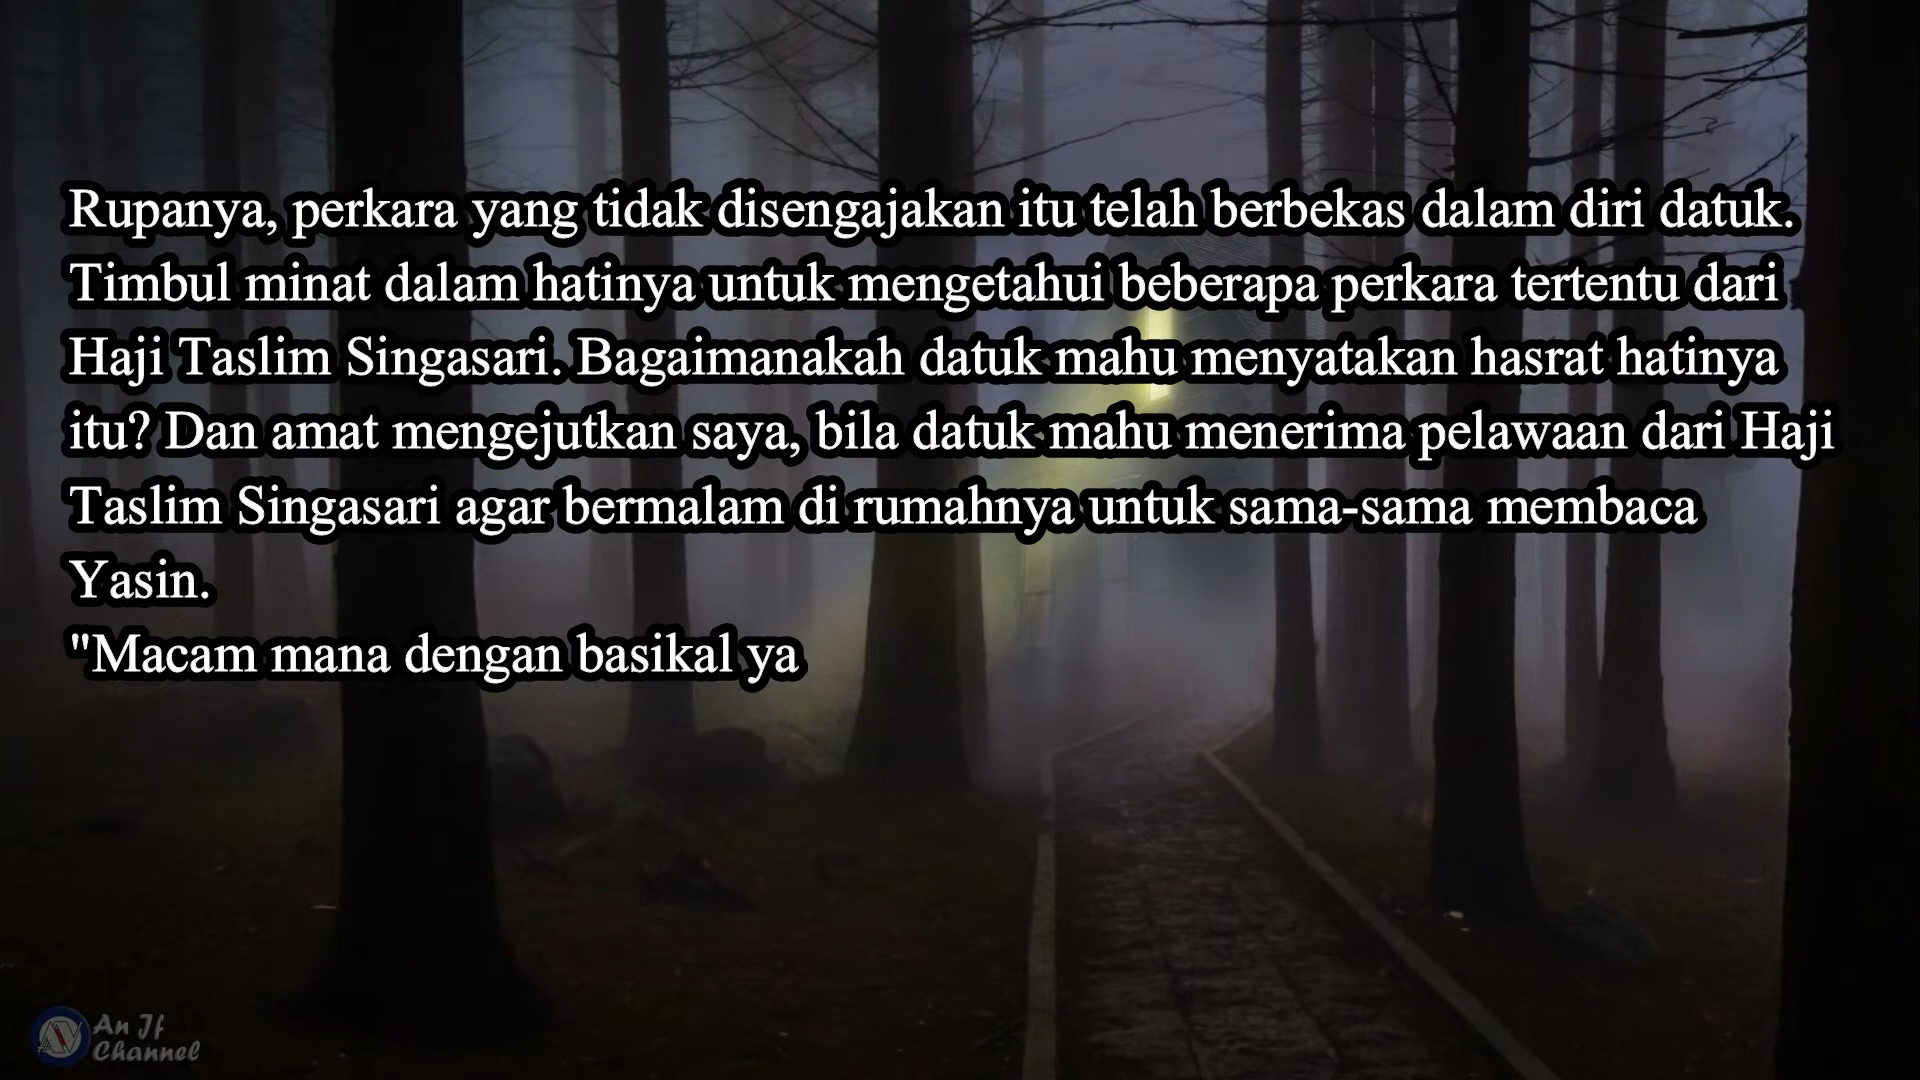 Rupanya, perkara yang tidak disengajakan itu telah berbekas dalam diri datuk.
Timbul minat dalam hatinya untuk mengetahui beberapa perkara tertentu dari
Haji Taslim Singasari. Bagaimanakah datuk mahu menyatakan hasrat hatinya
itu? Dan amat mengejutkan saya, bila datuk mahu menerima pelawaan dari Haji
Taslim Singasari agar bermalam di rumahnya untuk sama-sama membaca
Yasin.
"Macam mana dengan basikal ya
An If
Channel